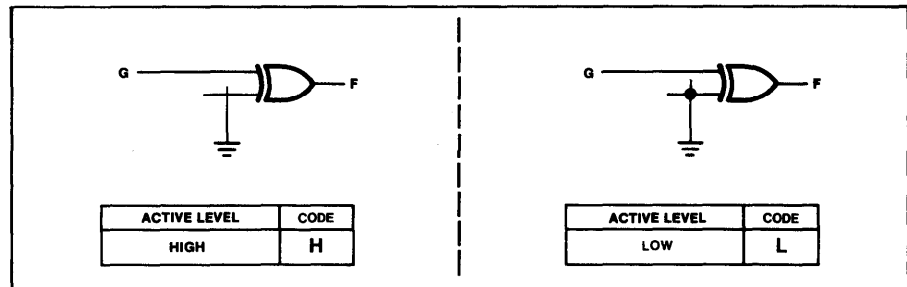 G
F
ACTIVE LEVEL CODE
HIGH H
G
F
ACTIVE LEVEL CODE
LOW L